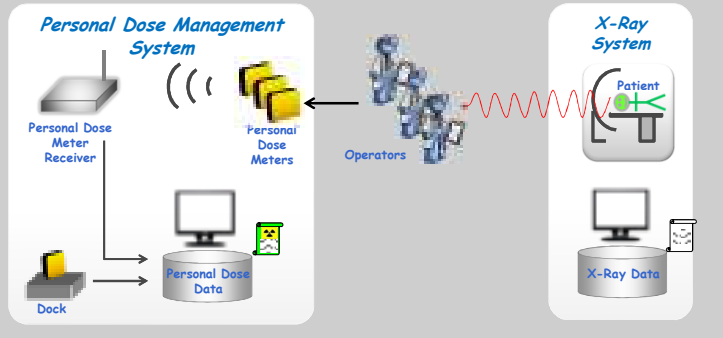 Personal Dose Management
System
X-Ray
System
Patient
Personal Dose
Meter
Receiver
Personal
Dose
Meters
Operators
Personal Dose
Data
X-Ray Data
Dock